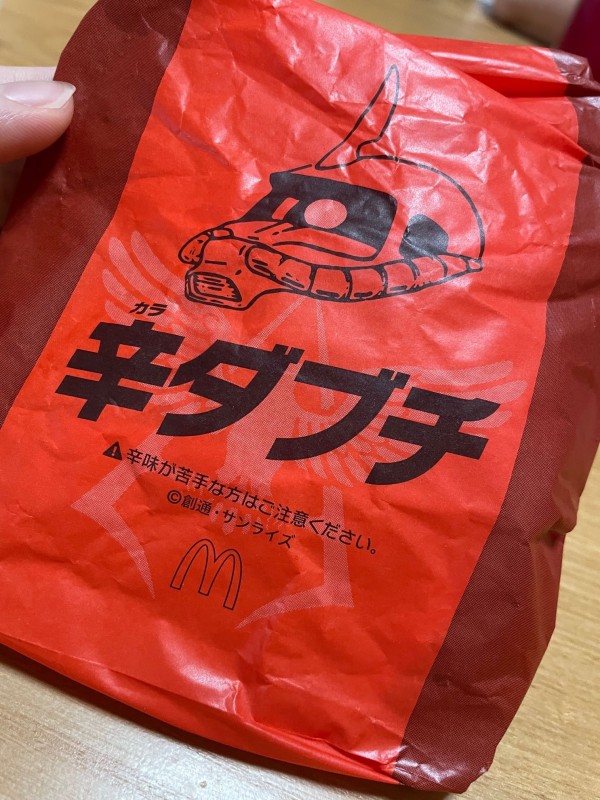 カラ
辛ダブチ
⚠辛味が苦手な方はご注意ください。
©創通・サンライズ
M